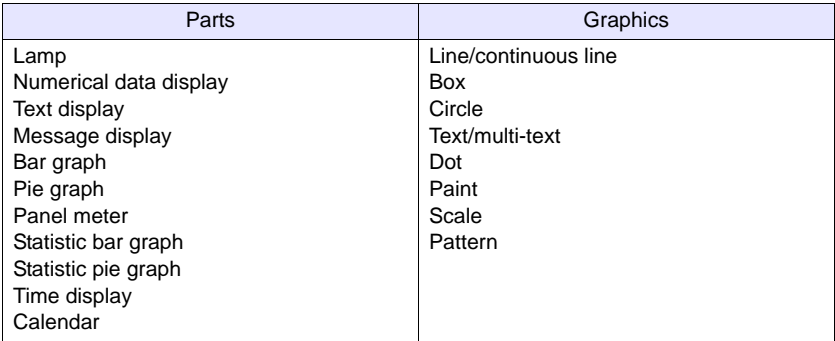 Parts
Graphics
Lamp
Numerical data display
Text display
Message display
Bar graph
Pie graph
Panel meter
Statistic bar graph
Statistic pie graph
Time display
Calendar
Line/continuous line
Box
Circle
Text/multi-text
Dot
Paint
Scale
Pattern